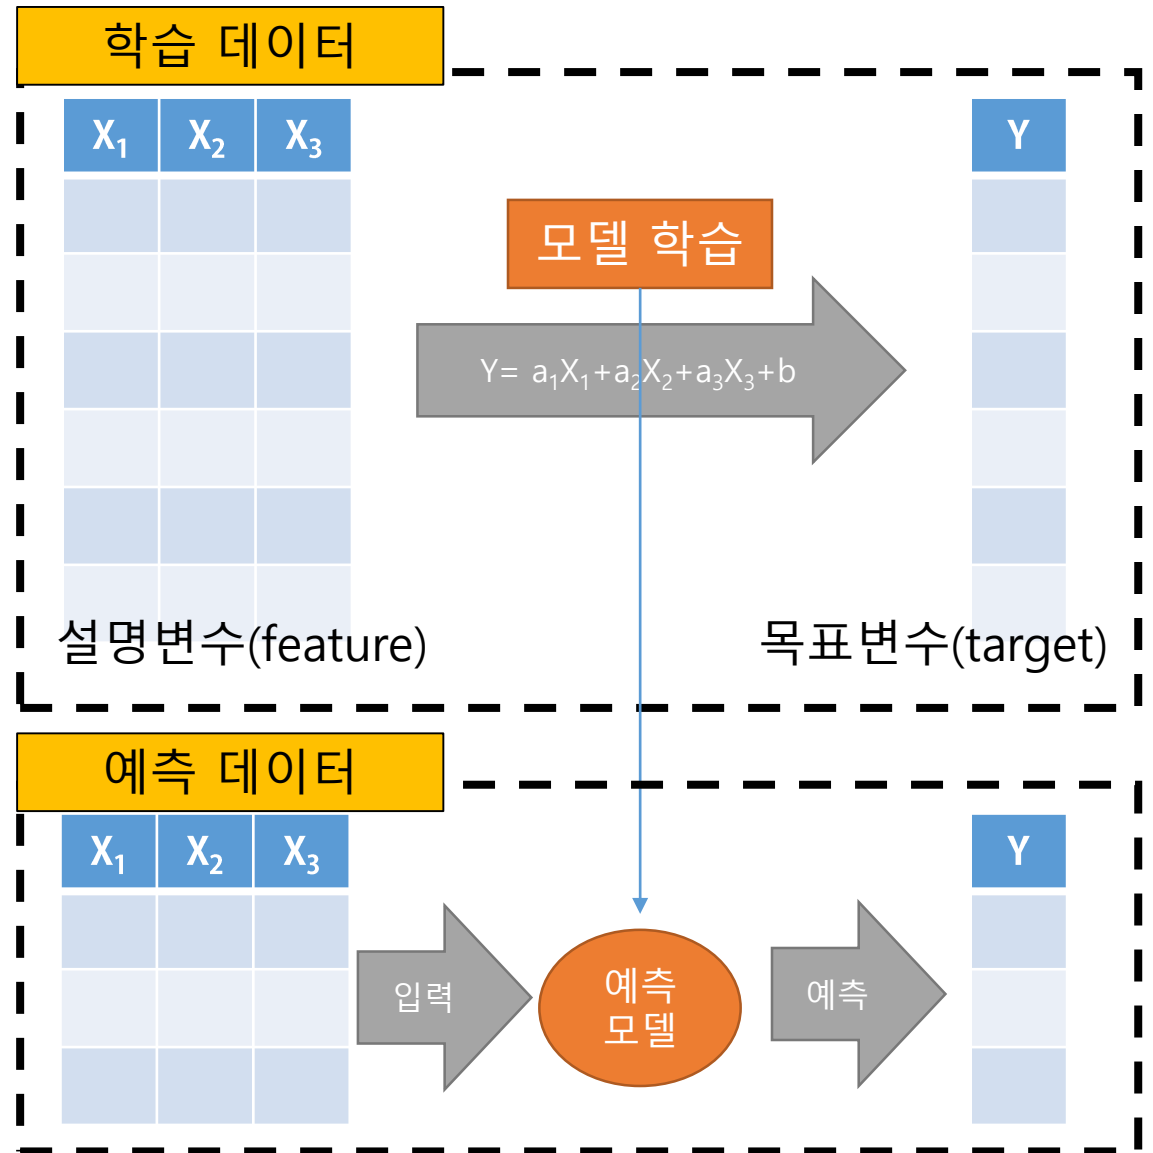 학습 데이터
X₁ X₂ X₃
Y
모델 학습
Y= a₁X₁+a₂X₂+a₃X₃+b
설명변수(feature)
목표변수(target)
예측 데이터
X₁ X₂ X₃
Y
입력
예측
모델
예측